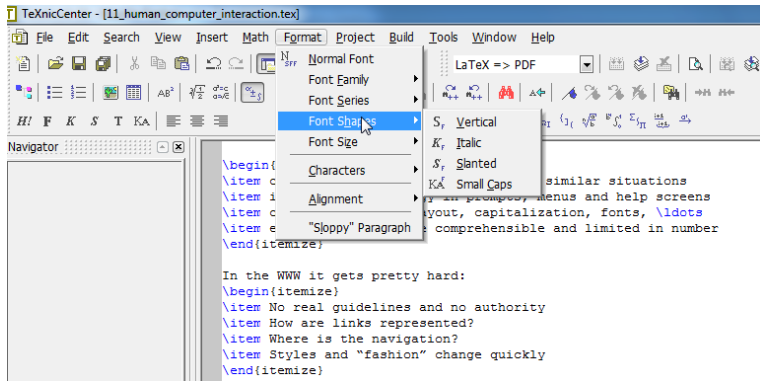 TeXnicCenter - [11_human_computer_interaction.tex]
File Edit Search View Insert Math Format Project Build Tools Window Help
LaTeX => PDF
H! F K S T KA
Normal Font
Font Family
Font Series
Font Shapes
Font Size
Characters
Alignment
"Sloppy" Paragraph
Vertical
Italic
Slanted
Small Caps
Navigator
\begin{
\item c similar situations
\item i in prompts, menus and help screens
\item c yout, capitalization, fonts, \ldots
\item e comprehensible and limited in number
\end{itemize}
In the WWW it gets pretty hard:
\begin{itemize}
\item No real guidelines and no authority
\item How are links represented?
\item Where is the navigation?
\item Styles and “fashion” change quickly
\end{itemize}